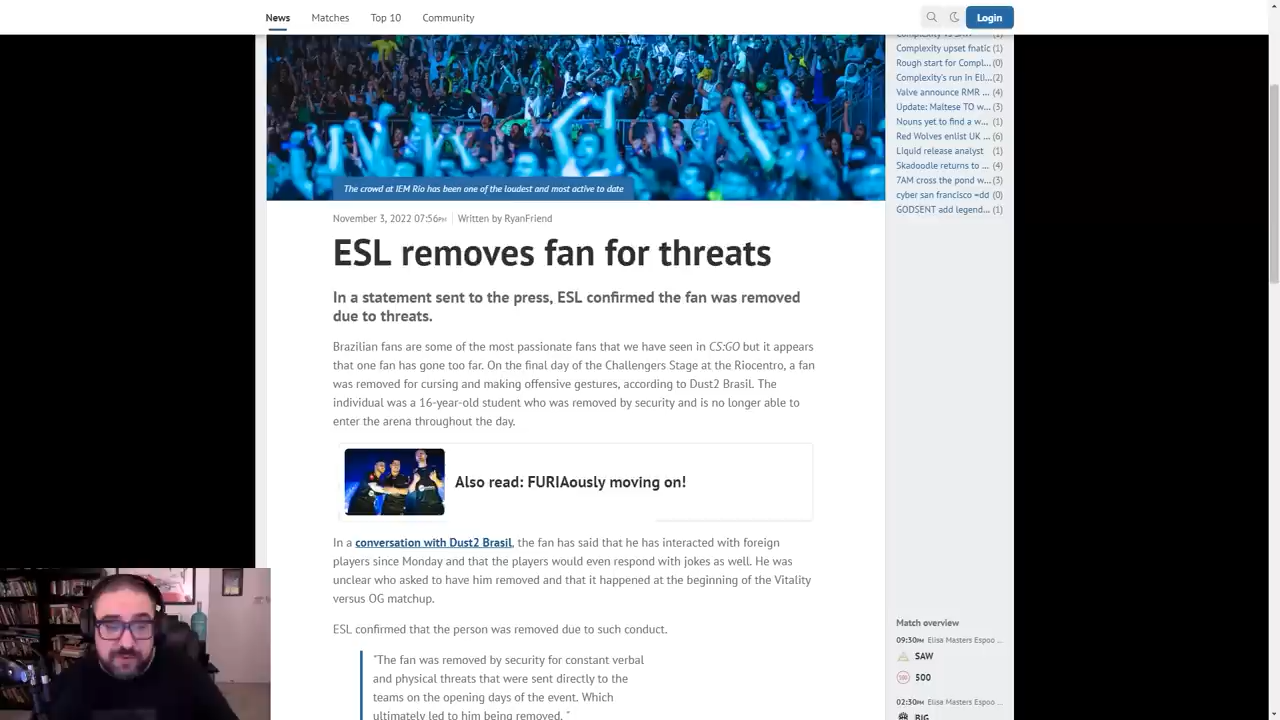 News Matches Top 10 Community Login
Complexity vs SAW (1)
Complexity upset fnatic (1)
Rough start for Compl... (0)
Complexity's run in Eli... (2)
Valve announce RMR ... (4)
Update: Maltese TO w... (3)
Nouns yet to find a w... (1)
Red Wolves enlist UK ... (6)
Liquid release analyst (1)
Skadoodle returns to ... (4)
7AM cross the pond w... (3)
cyber san francisco =dd (0)
GODSENT add legend... (1)
The crowd at IEM Rio has been one of the loudest and most active to date
November 3, 2022 07:56PM Written by RyanFriend
ESL removes fan for threats
In a statement sent to the press, ESL confirmed the fan was removed
due to threats.
Brazilian fans are some of the most passionate fans that we have seen in CS:GO but it appears
that one fan has gone too far. On the final day of the Challengers Stage at the Riocentro, a fan
was removed for cursing and making offensive gestures, according to Dust2 Brasil. The
individual was a 16-year-old student who was removed by security and is no longer able to
enter the arena throughout the day.
Also read: FURIAously moving on!
In a conversation with Dust2 Brasil, the fan has said that he has interacted with foreign
players since Monday and that the players would even respond with jokes as well. He was
unclear who asked to have him removed and that it happened at the beginning of the Vitality
versus OG matchup.
ESL confirmed that the person was removed due to such conduct.
"The fan was removed by security for constant verbal
and physical threats that were sent directly to the
teams on the opening days of the event. Which
ultimately led to him being removed. "
Match overview
09:30PM Elisa Masters Espoo ...
SAW
500
02:30PM Elisa Masters Espoo ...
BIG